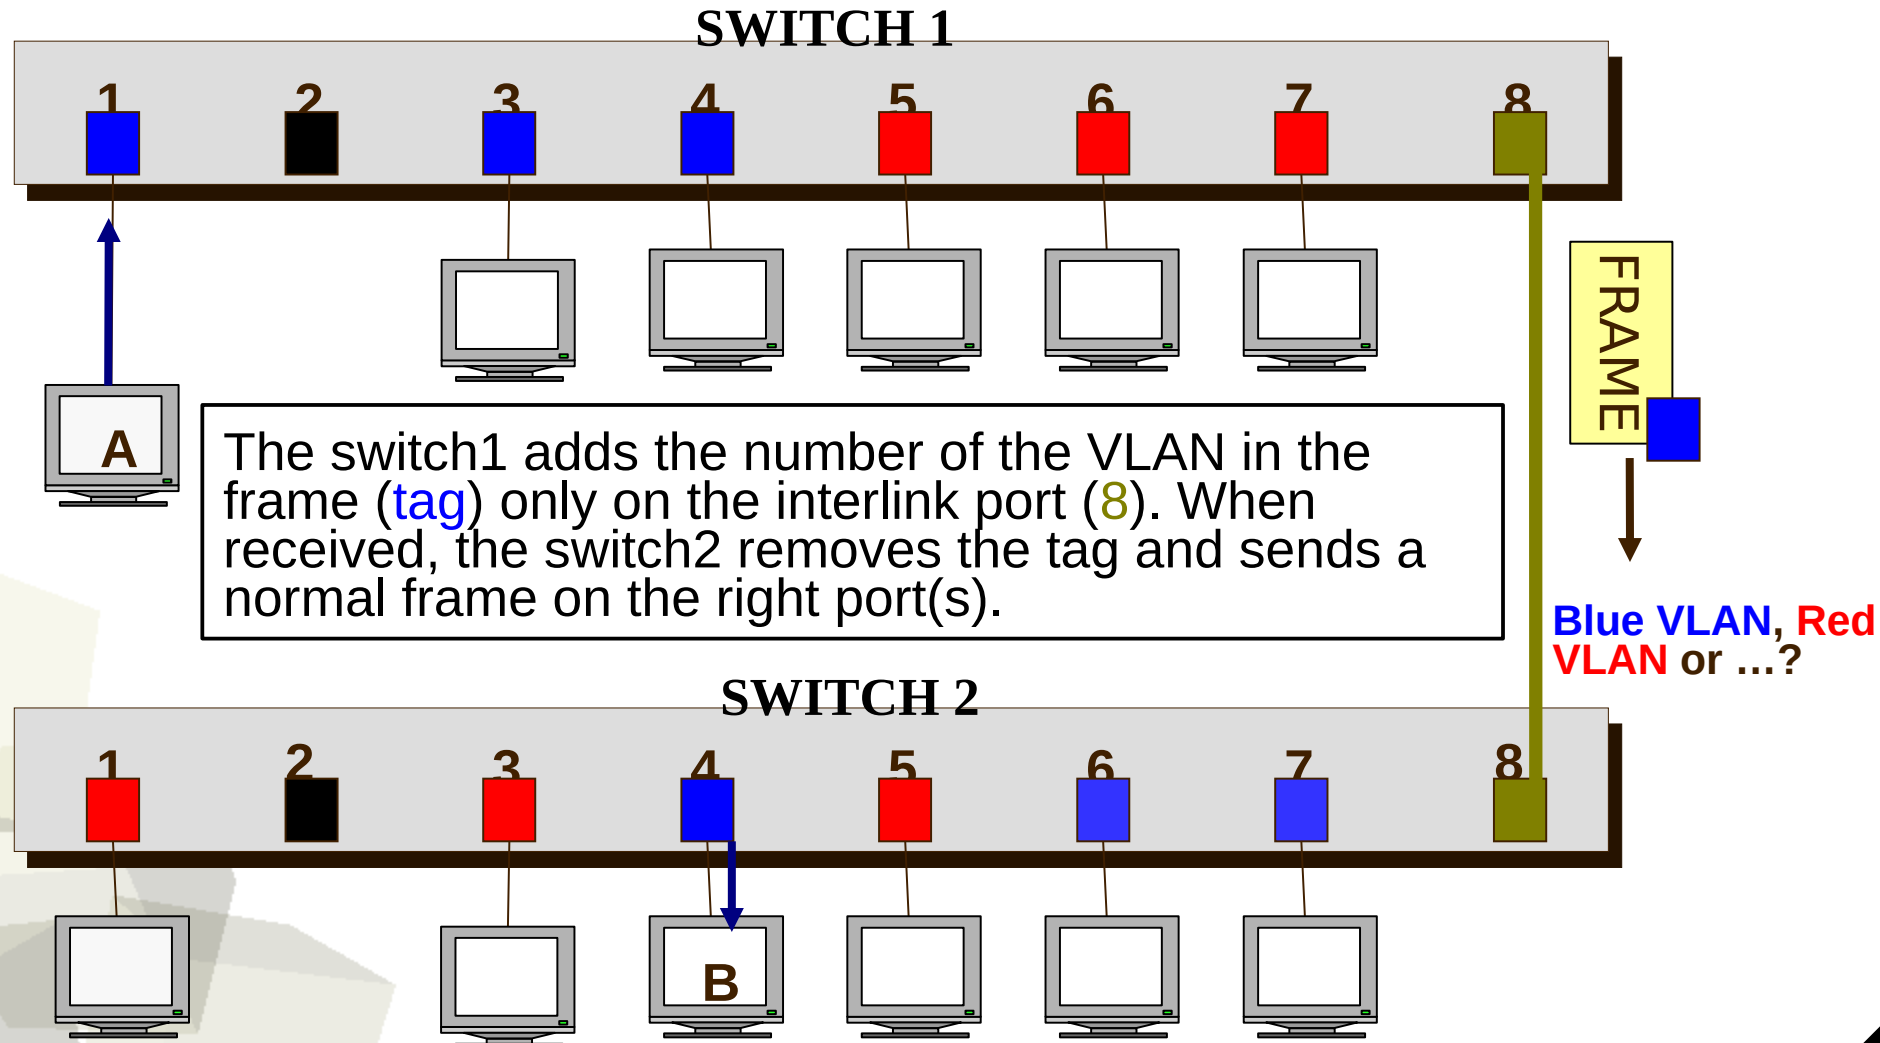 SWITCH 1
1 2 3 4 5 6 7 8
FRAME
A
The switch1 adds the number of the VLAN in the
frame (tag) only on the interlink port (8). When
received, the switch2 removes the tag and sends a
normal frame on the right port(s).
Blue VLAN, Red
VLAN or …?
SWITCH 2
1 2 3 4 5 6 7 8
B